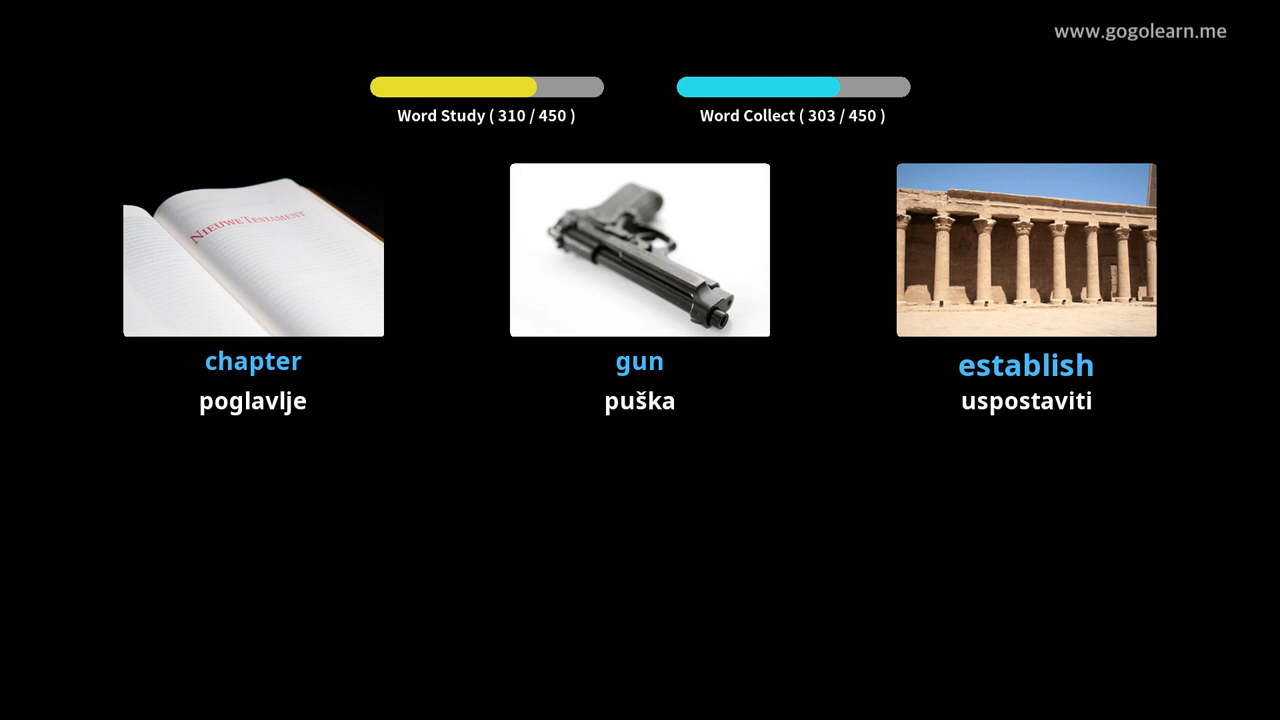 www.gogolearn.me
Word Study ( 310 / 450 )
Word Collect ( 303 / 450 )
NIEUWE TESTAMENT
chapter
poglavlje
gun
puška
establish
uspostaviti